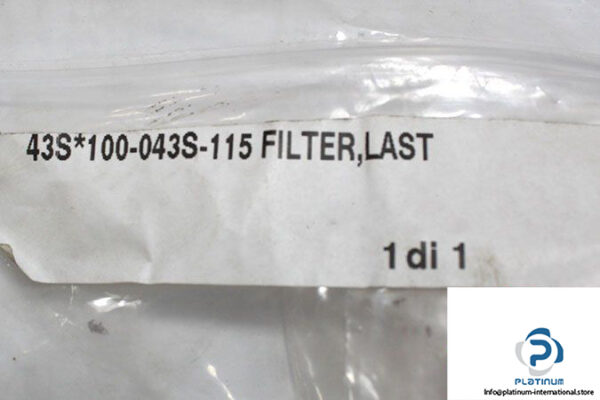 43S*100-043S-115 FILTER,LAST
1 di 1
PLATINUM
Info@platinum-international.store